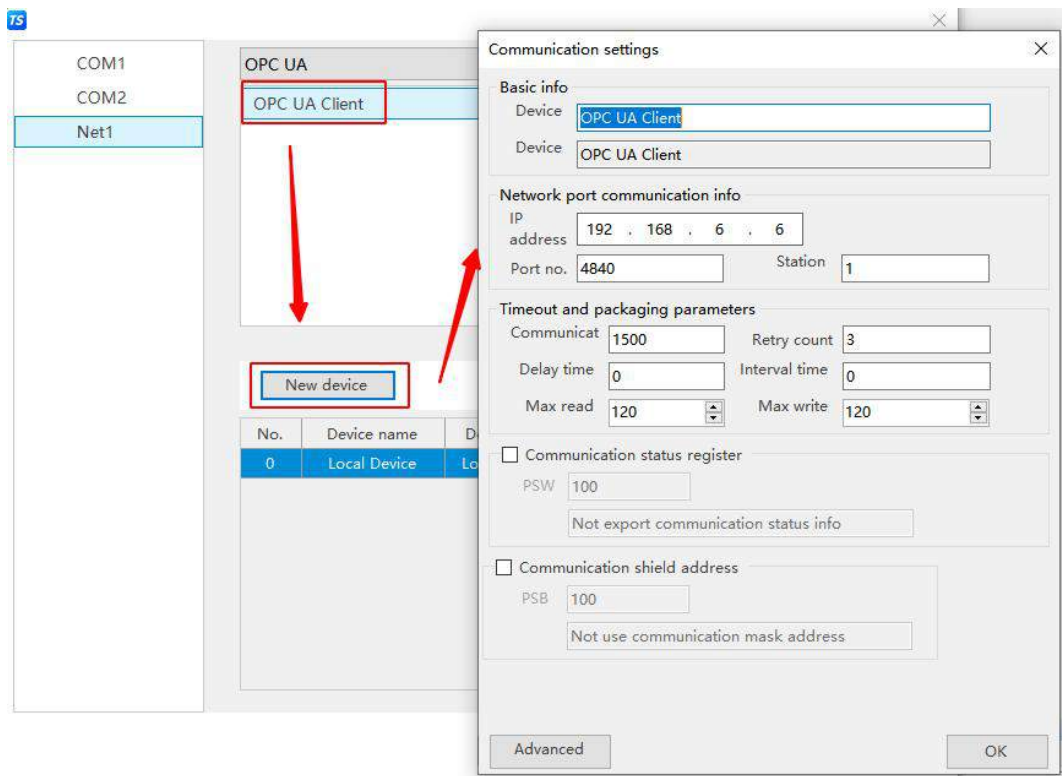 TS
COM1
COM2
Net1
OPC UA
OPC UA Client
New device
No. Device name
0 Local Device Lo
Communication settings
Basic info
Device OPC UA Client
Device OPC UA Client
Network port communication info
IP address 192 . 168 . 6 . 6
Port no. 4840 Station 1
Timeout and packaging parameters
Communicat 1500 Retry count 3
Delay time 0 Interval time 0
Max read 120 Max write 120
Communication status register
PSW 100
Not export communication status info
Communication shield address
PSB 100
Not use communication mask address
Advanced OK